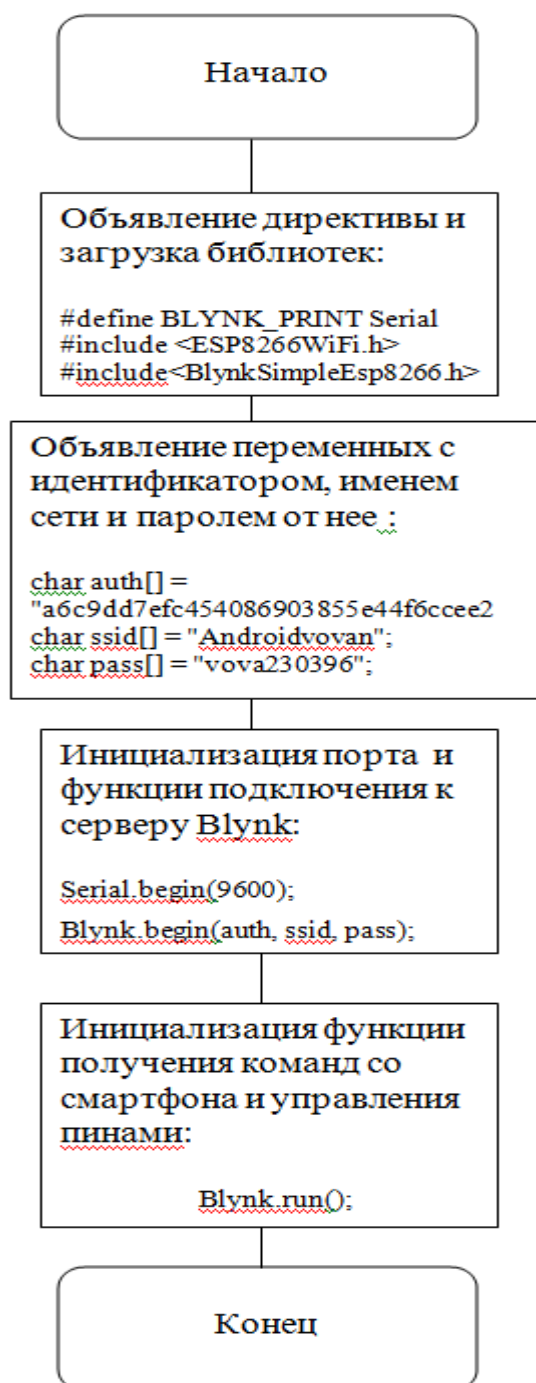 Начало
Объявление директивы и
загрузка библиотек:
#define BLYNK_PRINT Serial
#include <ESP8266WiFi.h>
#include<BlynkSimpleEsp8266.h>
Объявление переменных с
идентификатором, именем
сети и паролем от нее :
char auth[] =
"a6c9dd7efc454086903855e44f6ccee2
char ssid[] = "Androidvovan";
char pass[] = "vova230396";
Инициализация порта и
функции подключения к
серверу Blynk:
Serial.begin(9600);
Blynk.begin(auth, ssid, pass);
Инициализация функции
получения команд со
смартфона и управления
пинами:
Blynk.run();
Конец